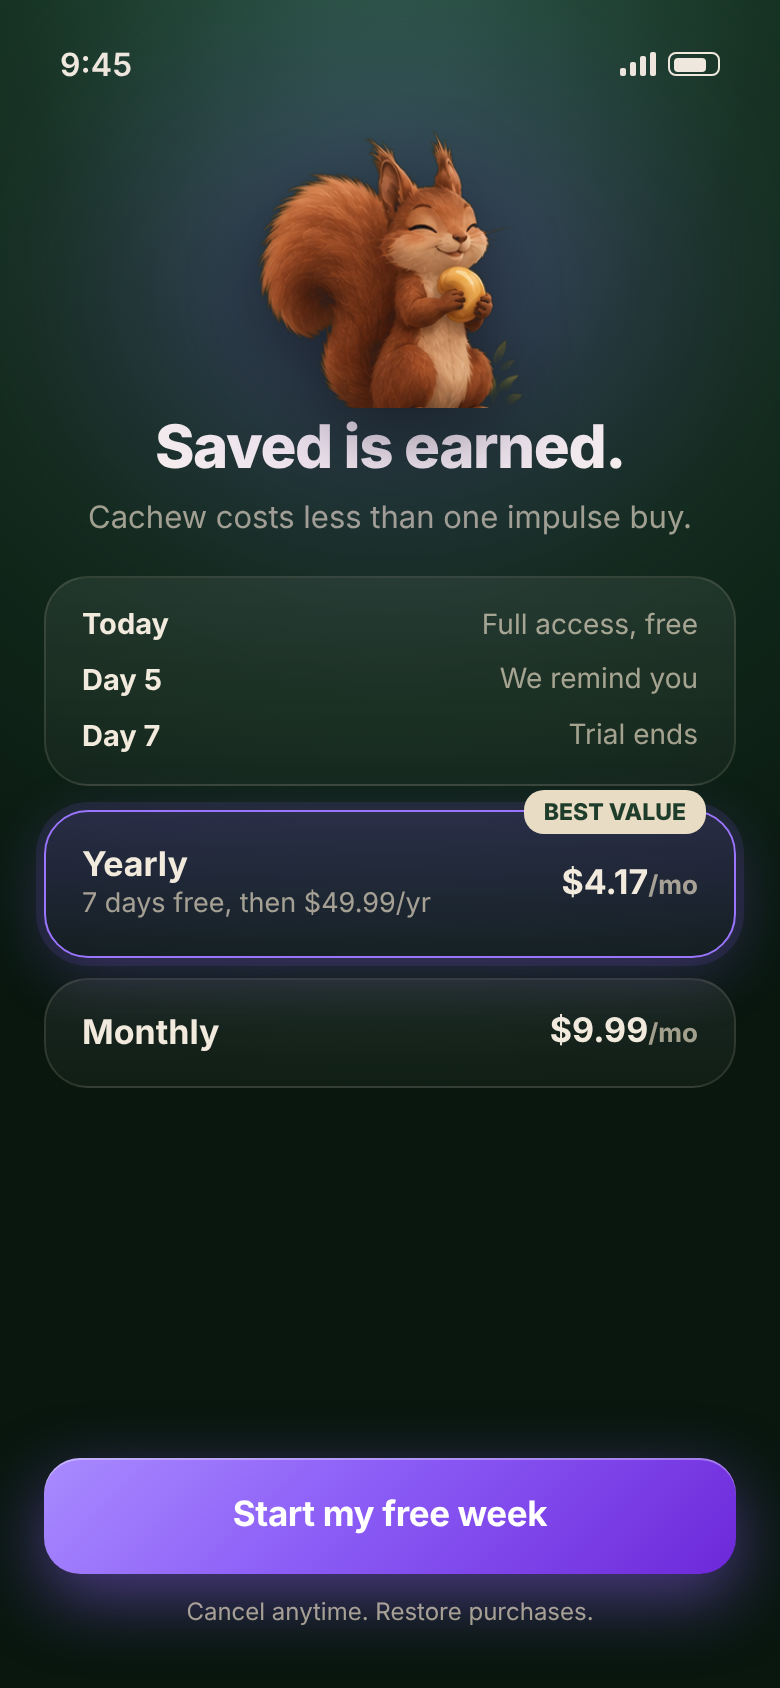 9:45
Saved is earned.
Cachew costs less than one impulse buy.
Today Full access, free
Day 5 We remind you
Day 7 Trial ends
BEST VALUE
Yearly
7 days free, then $49.99/yr
$4.17/mo
Monthly $9.99/mo
Start my free week
Cancel anytime. Restore purchases.